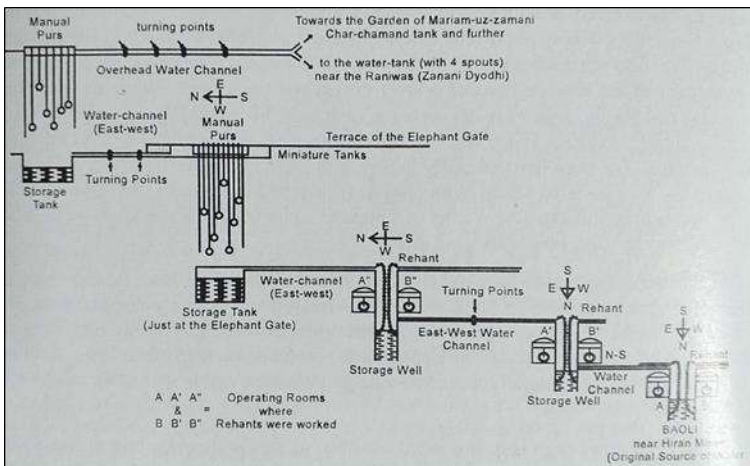 Manual
Purs
turning points
Towards the Garden of Mariam-uz-zamani
Char-chamand tank and further
Overhead Water Channel
to the water-tank (with 4 spouts)
near the Raniwas (Zanani Dyodhi)
Water-channel
(East-west)
E
N S
W
Manual
Purs
Terrace of the Elephant Gate
Miniature Tanks
Storage
Tank
Turning Points
E
N S
W
Rehant
Water-channel
(East-west)
A" B"
Turning Points
S
E W
N
Rehant
Storage Tank
(Just at the Elephant Gate)
East-West Water
Channel
A' B'
N-S
S
E W
N
Storage Well
Water
Channel
Storage Well
A
BAOLI
near Hiran
(Original Source of
A A' A" Operating Rooms
& = where
B B' B" Rehants were worked